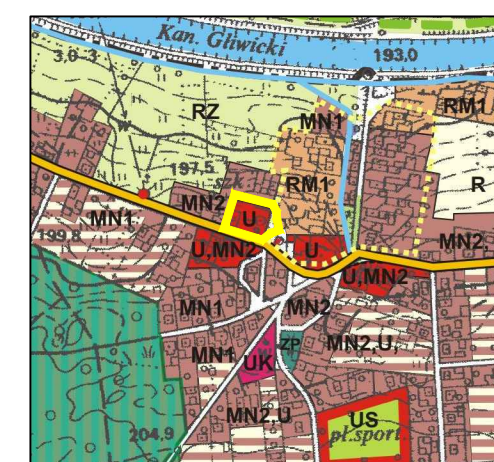 Kan. Gliwicki
193,0
3,0
RZ
MN1
RM1
197.5
RM1
R
MN2
U
MN1
199.8
U,MN2
U
MN2,
U,MN2
MN1
MN2
MN1
UK
ZP
MN2,U,
MN2,U
204,9
US
pł.sport.